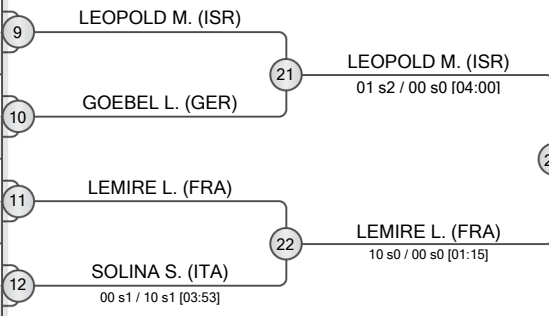 9
LEOPOLD M. (ISR)
21
LEOPOLD M. (ISR)
01 s2 / 00 s0 [04:00]
10
GOEBEL L. (GER)
11
LEMIRE L. (FRA)
22
LEMIRE L. (FRA)
10 s0 / 00 s0 [01:15]
12
SOLINA S. (ITA)
00 s1 / 10 s1 [03:53]